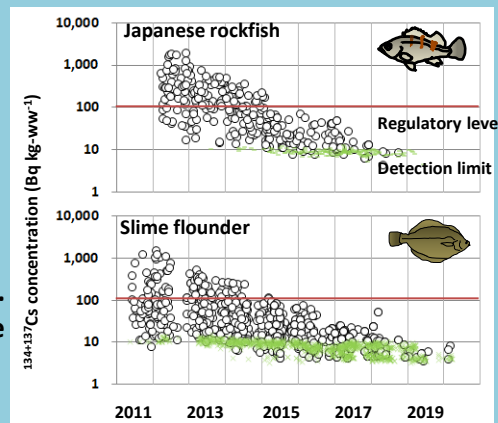 Japanese rockfish
10,000
1,000
100
10
1
Regulatory leve
Detection limit
Slime flounder
10,000
1,000
100
10
1
2011 2013 2015 2017 2019
134+137Cs concentration (Bq kg-ww-1)